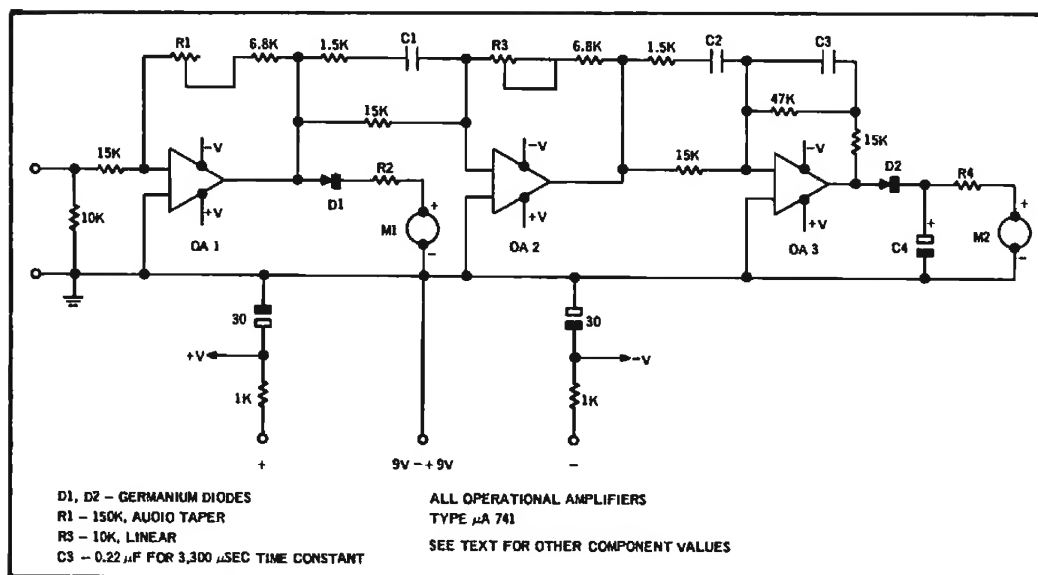 R1 6.8K 1.5K C1 R3 6.8K 1.5K C2 C3
15K 47K
15K 15K 15K
-V R2 -V -V D2 R4
10K D1 + +
+V M1 +V +V C4 M2
OA 1 - OA 2 OA 3 + -
30 30
+V -V
1K 1K
+ 9V - + 9V -
D1, D2 - GERMANIUM DIODES
R1 - 150K, AUDIO TAPER
R3 - 10K, LINEAR
C3 - 0.22 µF FOR 3,300 µSEC TIME CONSTANT
ALL OPERATIONAL AMPLIFIERS
TYPE µA 741
SEE TEXT FOR OTHER COMPONENT VALUES